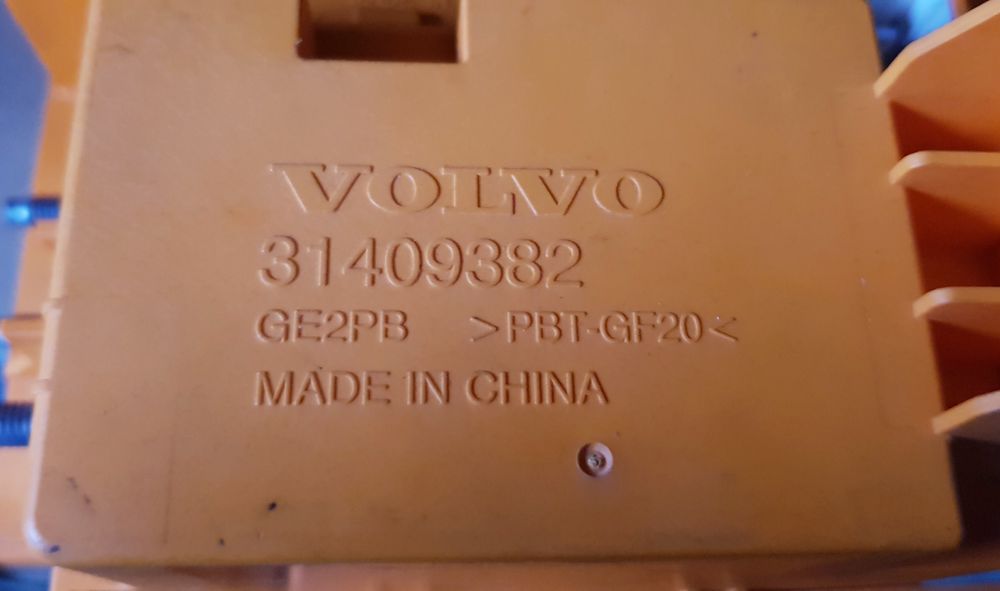 VOLVO
31409382
GE2PB >PBT-GF20<
MADE IN CHINA